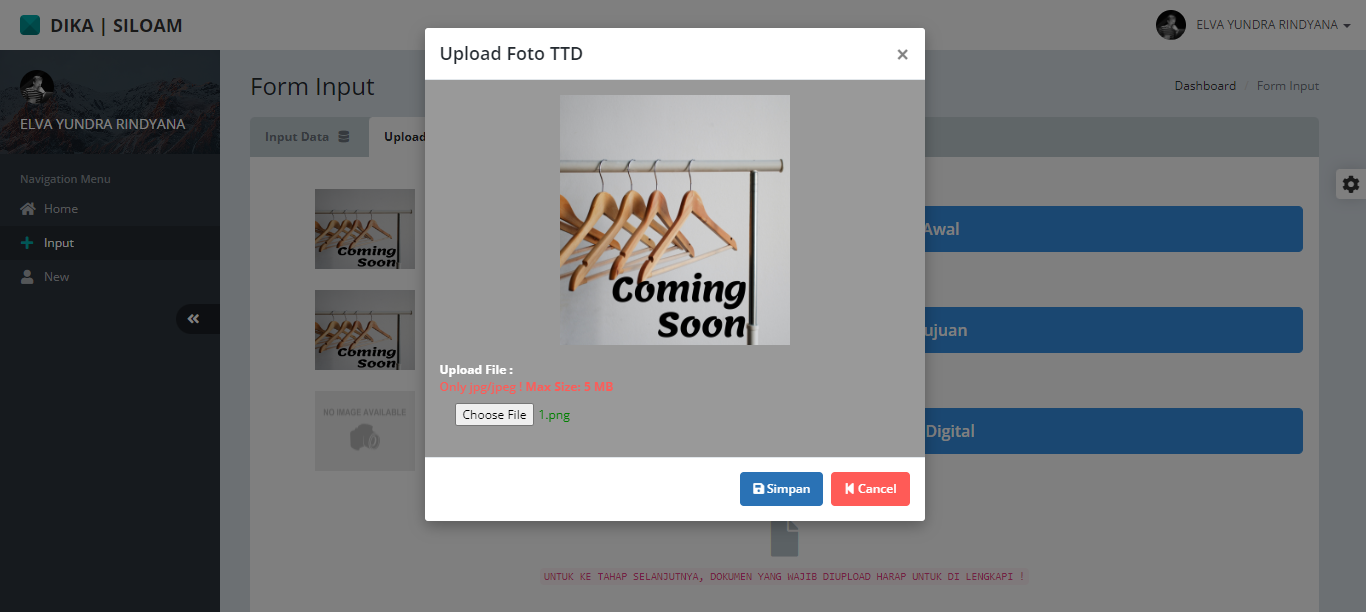 DIKA | SILOAM
ELVA YUNDRA RINDYANA
Upload Foto TTD
×
ELVA YUNDRA RINDYANA
Form Input
Dashboard / Form Input
Input Data
Upload
Navigation Menu
Home
Input
New
Coming
Soon
Coming
Soon
Coming
Soon
NO IMAGE AVAILABLE
Awal
ujuan
Digital
Upload File :
Only jpg/jpeg ! Max Size: 5 MB
Choose File 1.png
Simpan
Cancel
UNTUK KE TAHAP SELANJUTNYA, DOKUMEN YANG WAJIB DIUPLOAD HARAP UNTUK DI LENGKAPI !